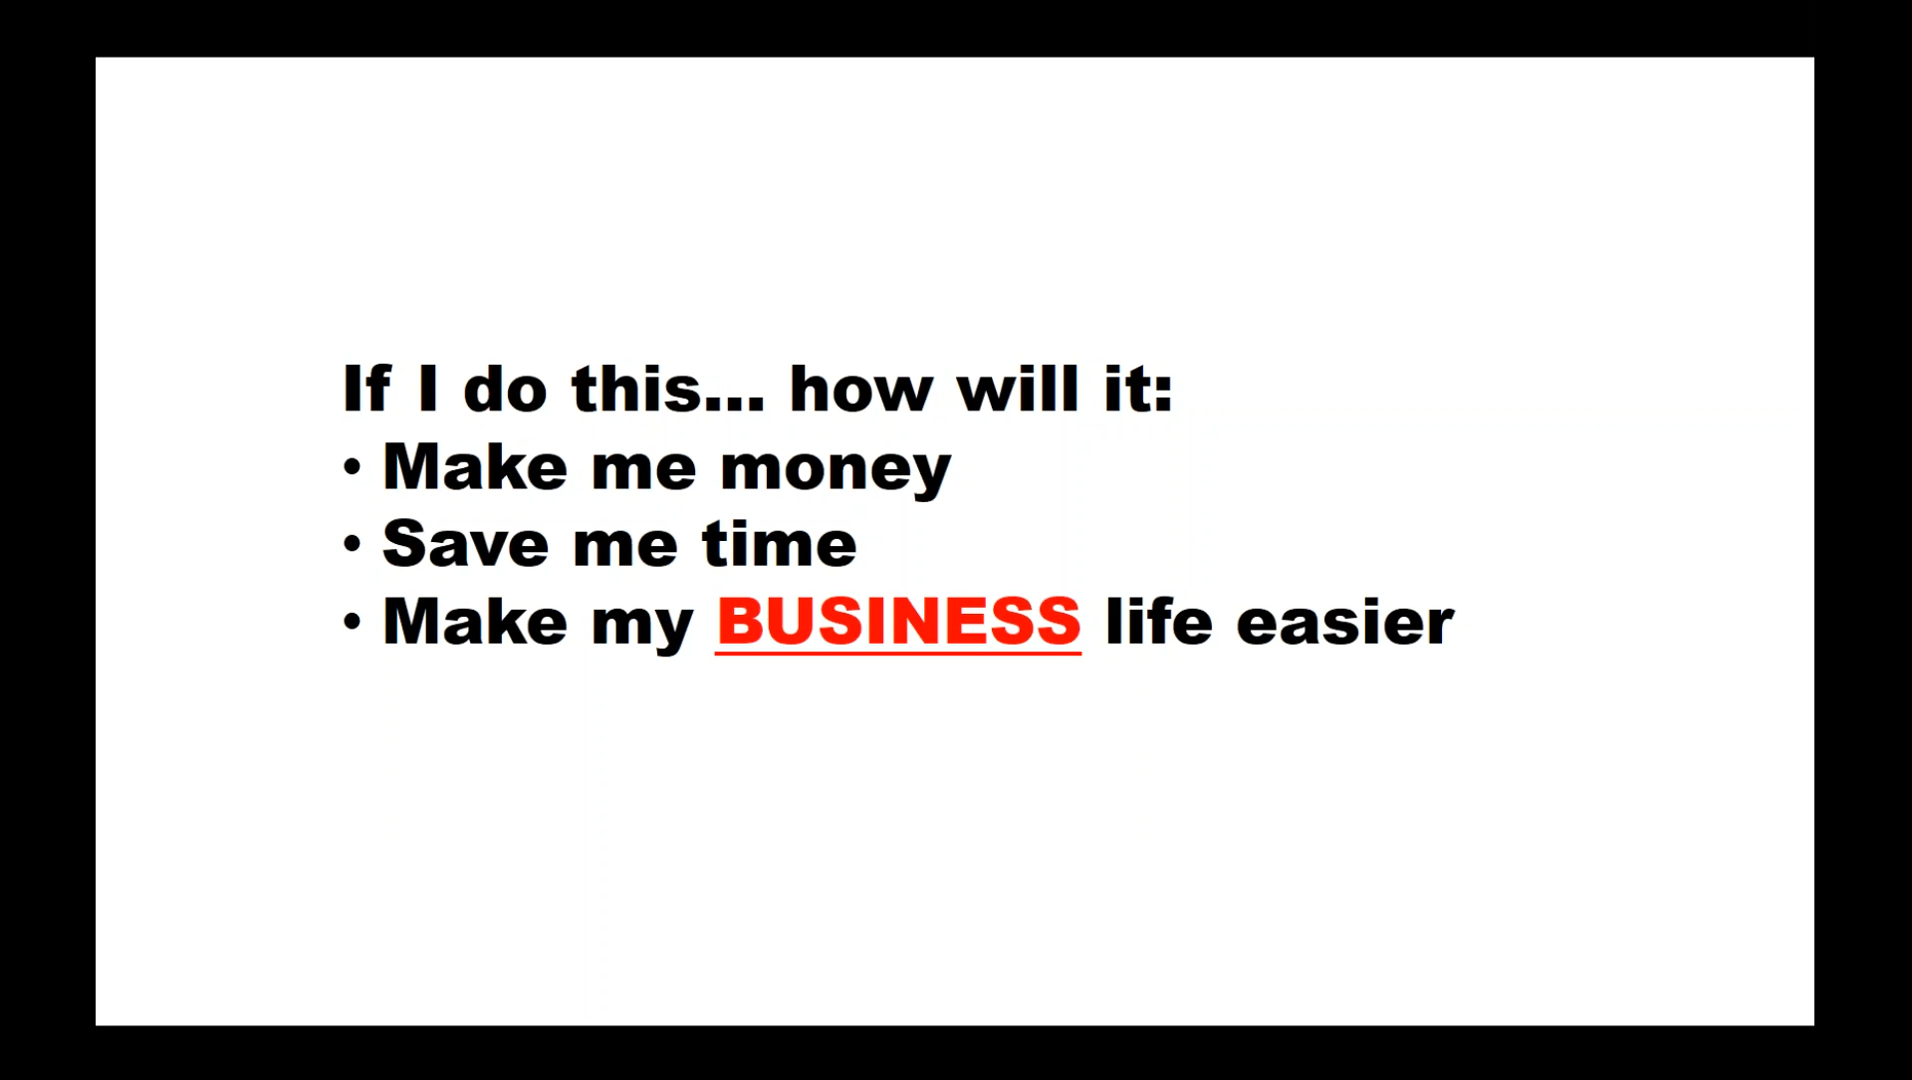 If I do this... how will it:
• Make me money
• Save me time
• Make my BUSINESS life easier